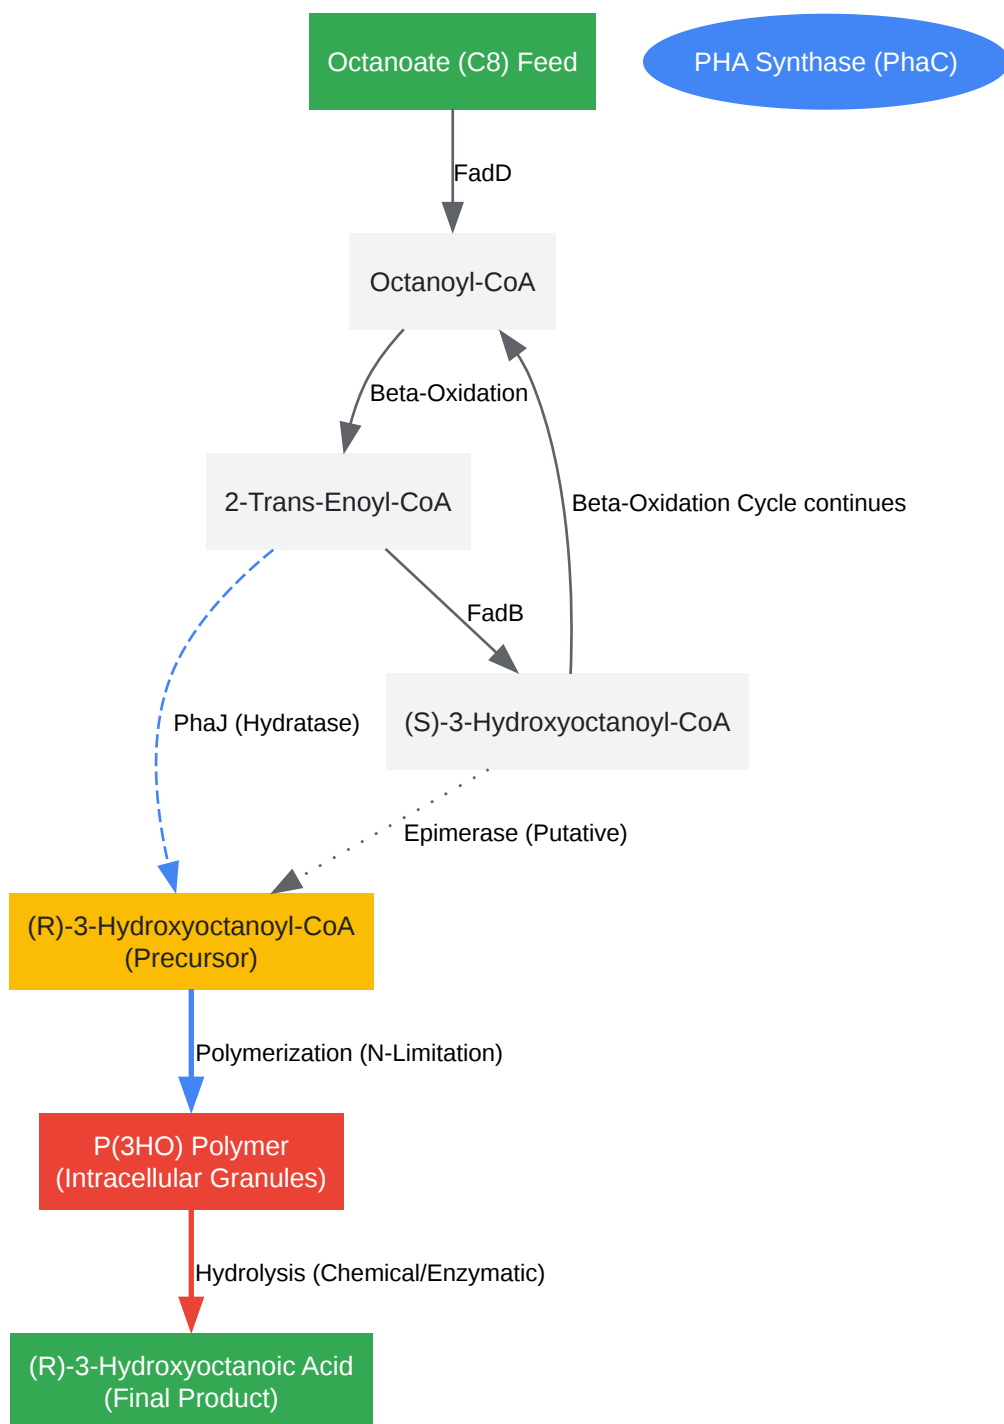 Octanoate (C8) Feed
PHA Synthase (PhaC)
FadD
Octanoyl-CoA
Beta-Oxidation
2-Trans-Enoyl-CoA
Beta-Oxidation Cycle continues
FadB
PhaJ (Hydratase)
(S)-3-Hydroxyoctanoyl-CoA
Epimerase (Putative)
(R)-3-Hydroxyoctanoyl-CoA
(Precursor)
Polymerization (N-Limitation)
P(3HO) Polymer
(Intracellular Granules)
Hydrolysis (Chemical/Enzymatic)
(R)-3-Hydroxyoctanoic Acid
(Final Product)